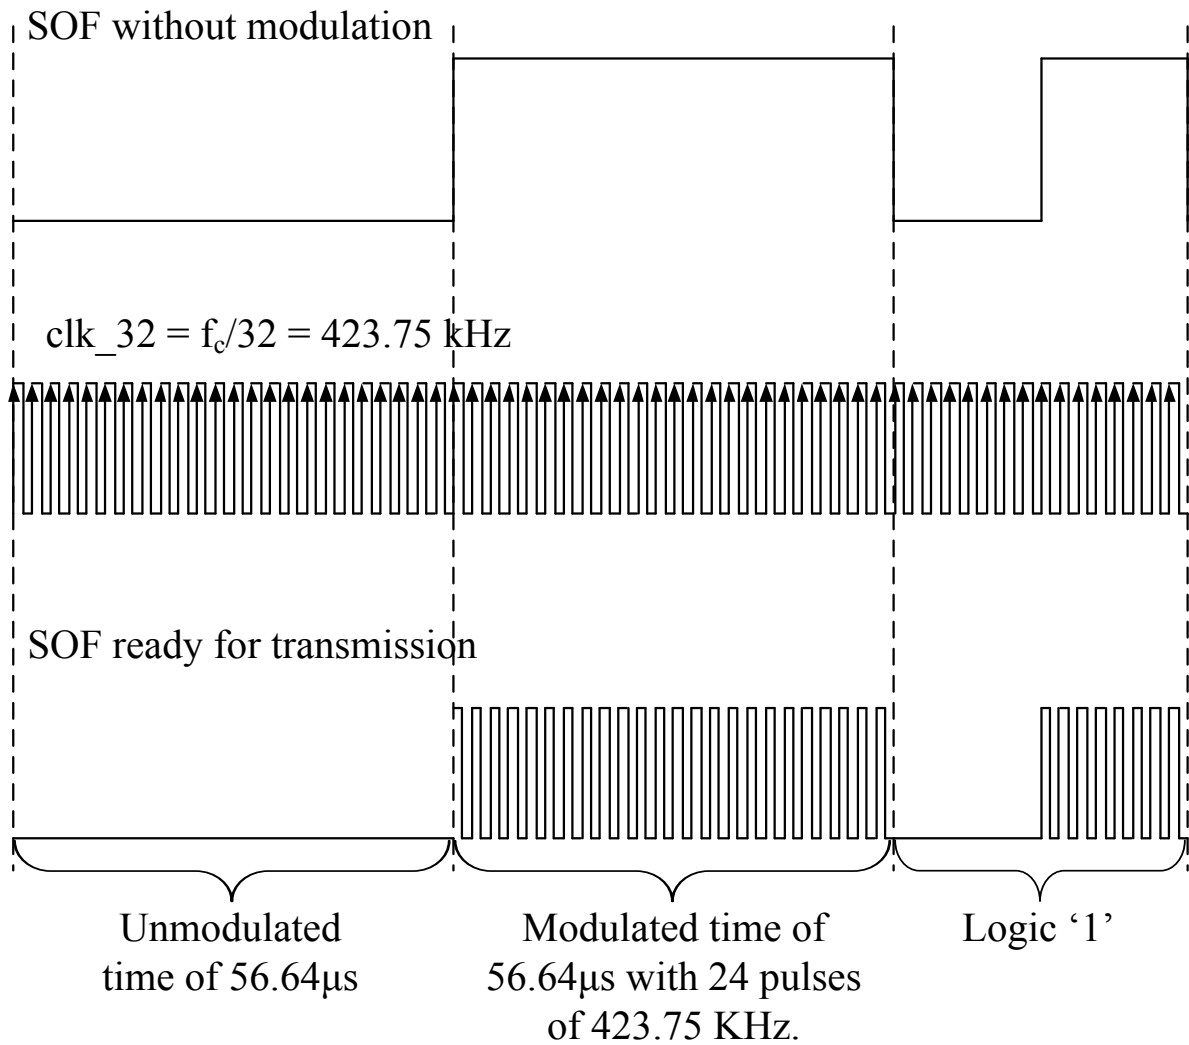 SOF without modulation
clk_32 = fc/32 = 423.75 kHz
SOF ready for transmission
Unmodulated
time of 56.64μs
Modulated time of
56.64μs with 24 pulses
of 423.75 KHz.
Logic ‘1’